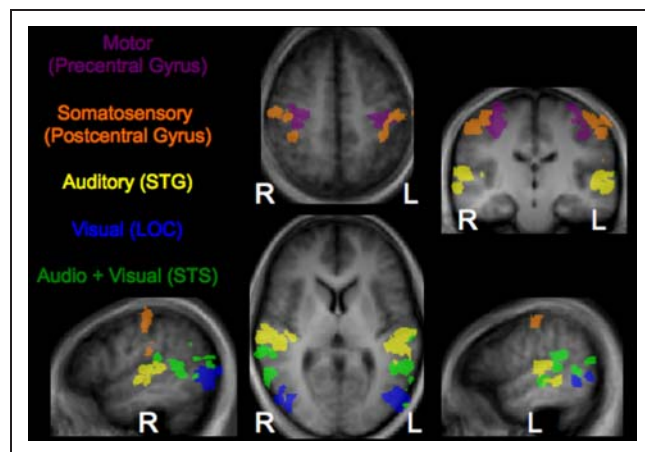 Motor
(Precentral Gyrus)
Somatosensory
(Postcentral Gyrus)
Auditory (STG)
Visual (LOC)
Audio + Visual (STS)
R L
R L
R
R L
L